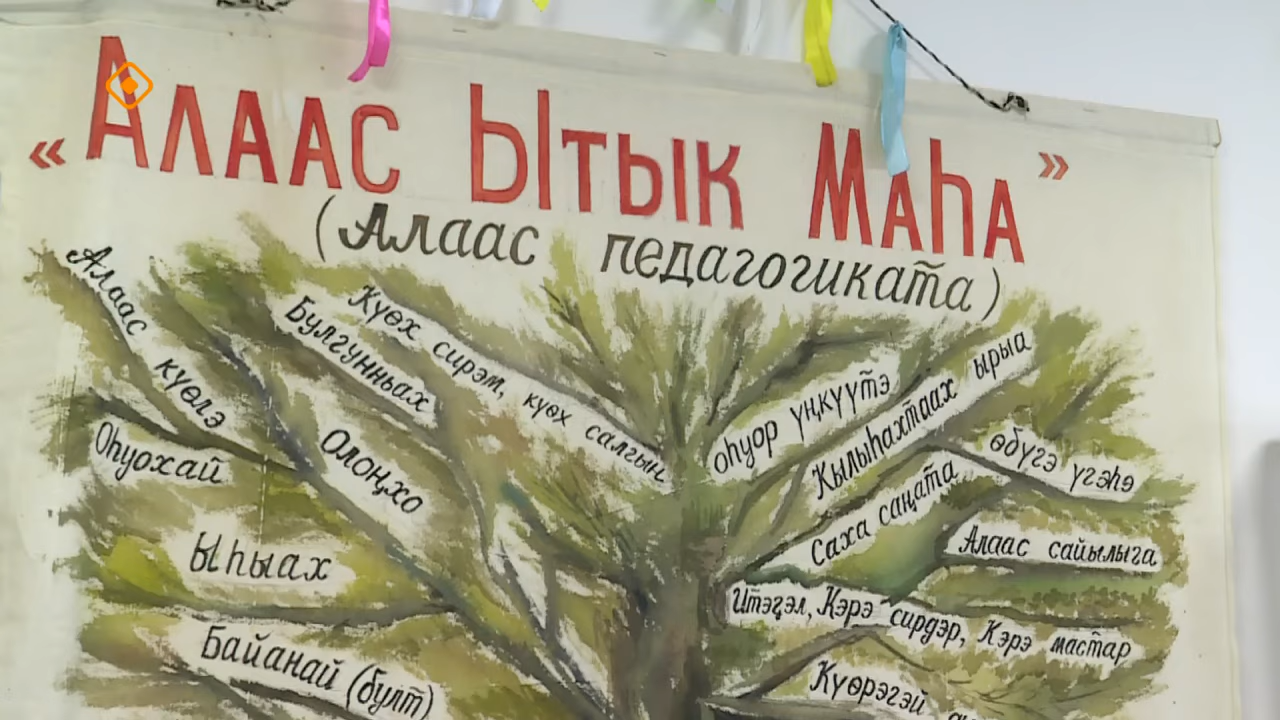 «Алаас Ытык Маһа»
(Алаас педагогиката)
Алаас күөлэ
Булгунньах
Күөх сирэм, күөх салгын
Оһуохай
Олоҥхо
Ыһыах
Байанай (булт)
оһуор үҥкүүтэ
Кылыһахтаах ырыа
өбүгэ үгэһэ
Саха саҥата
Алаас сайылыга
Итэҕэл, Кэрэ сирдэр, Кэрэ мастар
Күөрэгэй